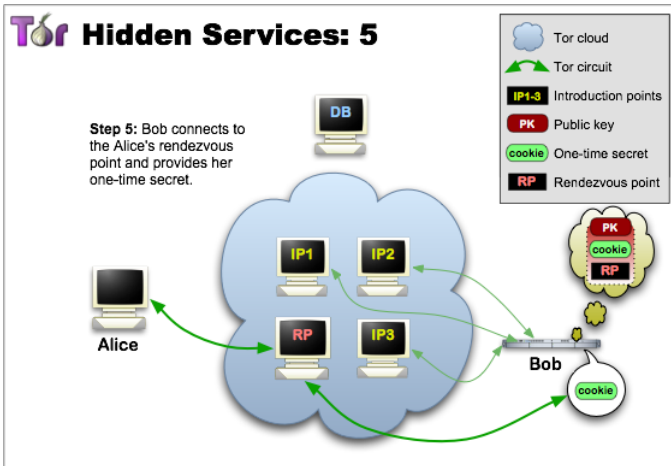 Tor Hidden Services: 5
Tor cloud
Tor circuit
IP1-3 Introduction points
PK Public key
cookie One-time secret
RP Rendezvous point
Step 5: Bob connects to
the Alice's rendezvous
point and provides her
one-time secret.
DB
PK
cookie
RP
IP1
IP2
Alice
RP
IP3
Bob
cookie